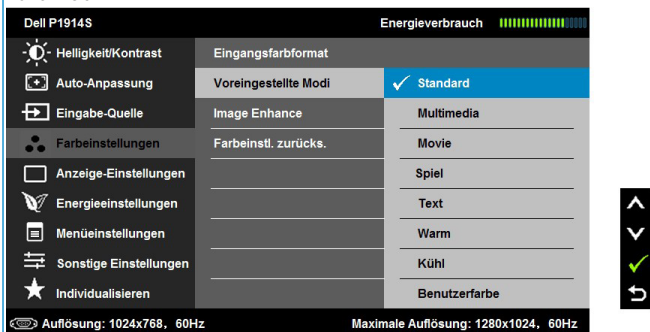 Dell P1914S
Energieverbrauch
Helligkeit/Kontrast
Auto-Anpassung
Eingabe-Quelle
Farbeinstellungen
Anzeige-Einstellungen
Energieeinstellungen
Menüeinstellungen
Sonstige Einstellungen
Individualisieren
Eingangsfarbformat
Voreingestellte Modi
Image Enhance
Farbeinstl. zurücks.
Standard
Multimedia
Movie
Spiel
Text
Warm
Kühl
Benutzerfarbe
Auflösung: 1024x768, 60Hz
Maximale Auflösung: 1280x1024, 60Hz